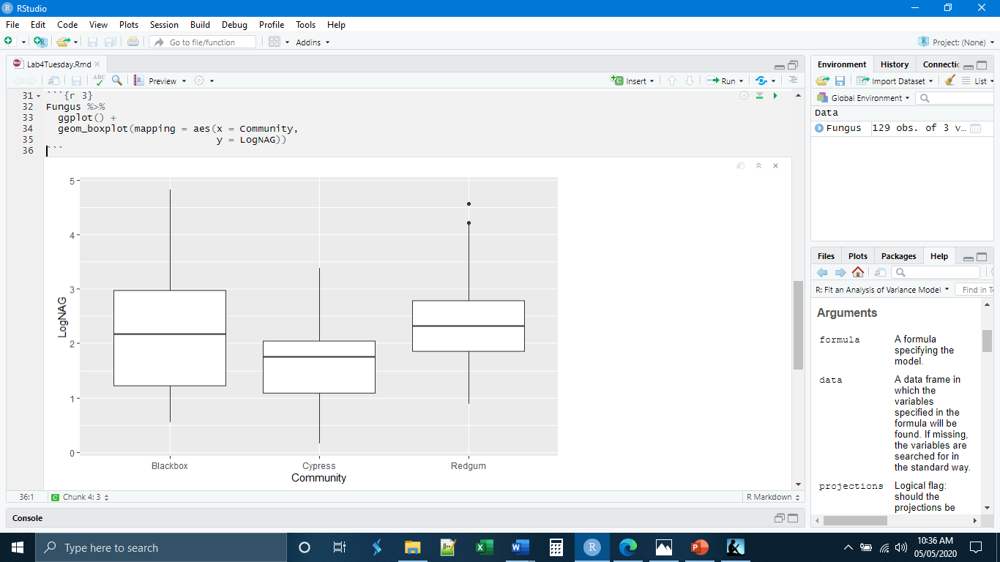 RStudio
File Edit Code View Plots Session Build Debug Profile Tools Help
Go to file/function Addins Project: (None)
Lab4Tuesday.Rmd
ABC Preview Insert Run
31 ```{r 3}
32 Fungus %>%
33 ggplot() +
34 geom_boxplot(mapping = aes(x = Community,
35 y = LogNAG))
36 ```
5
4
3
2
1
0
LogNAG
Blackbox Cypress Redgum
Community
36:1 C Chunk 4: 3 R Markdown
Console
Environment History Connectic
Import Dataset List
Global Environment
Data
Fungus 129 obs. of 3 v…
Files Plots Packages Help
R: Fit an Analysis of Variance Model Find in T
Arguments
formula A formula
specifying the
model.
data A data frame in
which the
variables
specified in the
formula will be
found. If missing,
the variables are
searched for in
the standard way.
projections Logical flag:
should the
projections be
Type here to search
10:36 AM
05/05/2020